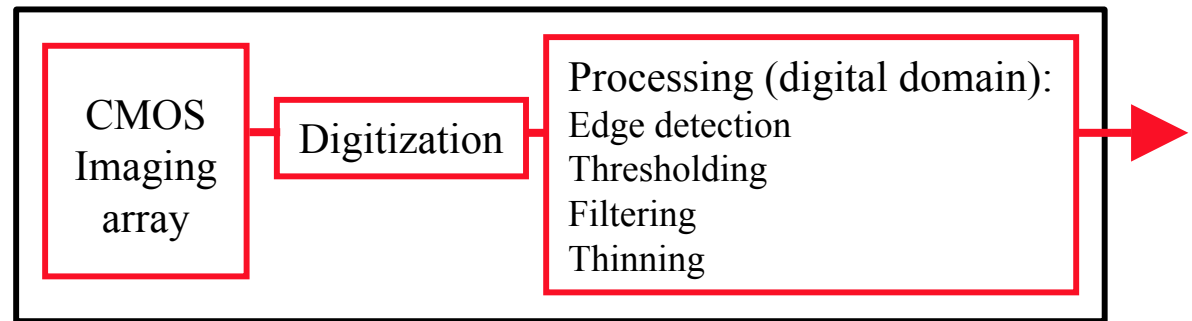 CMOS
Imaging
array
Digitization
Processing (digital domain):
Edge detection
Thresholding
Filtering
Thinning